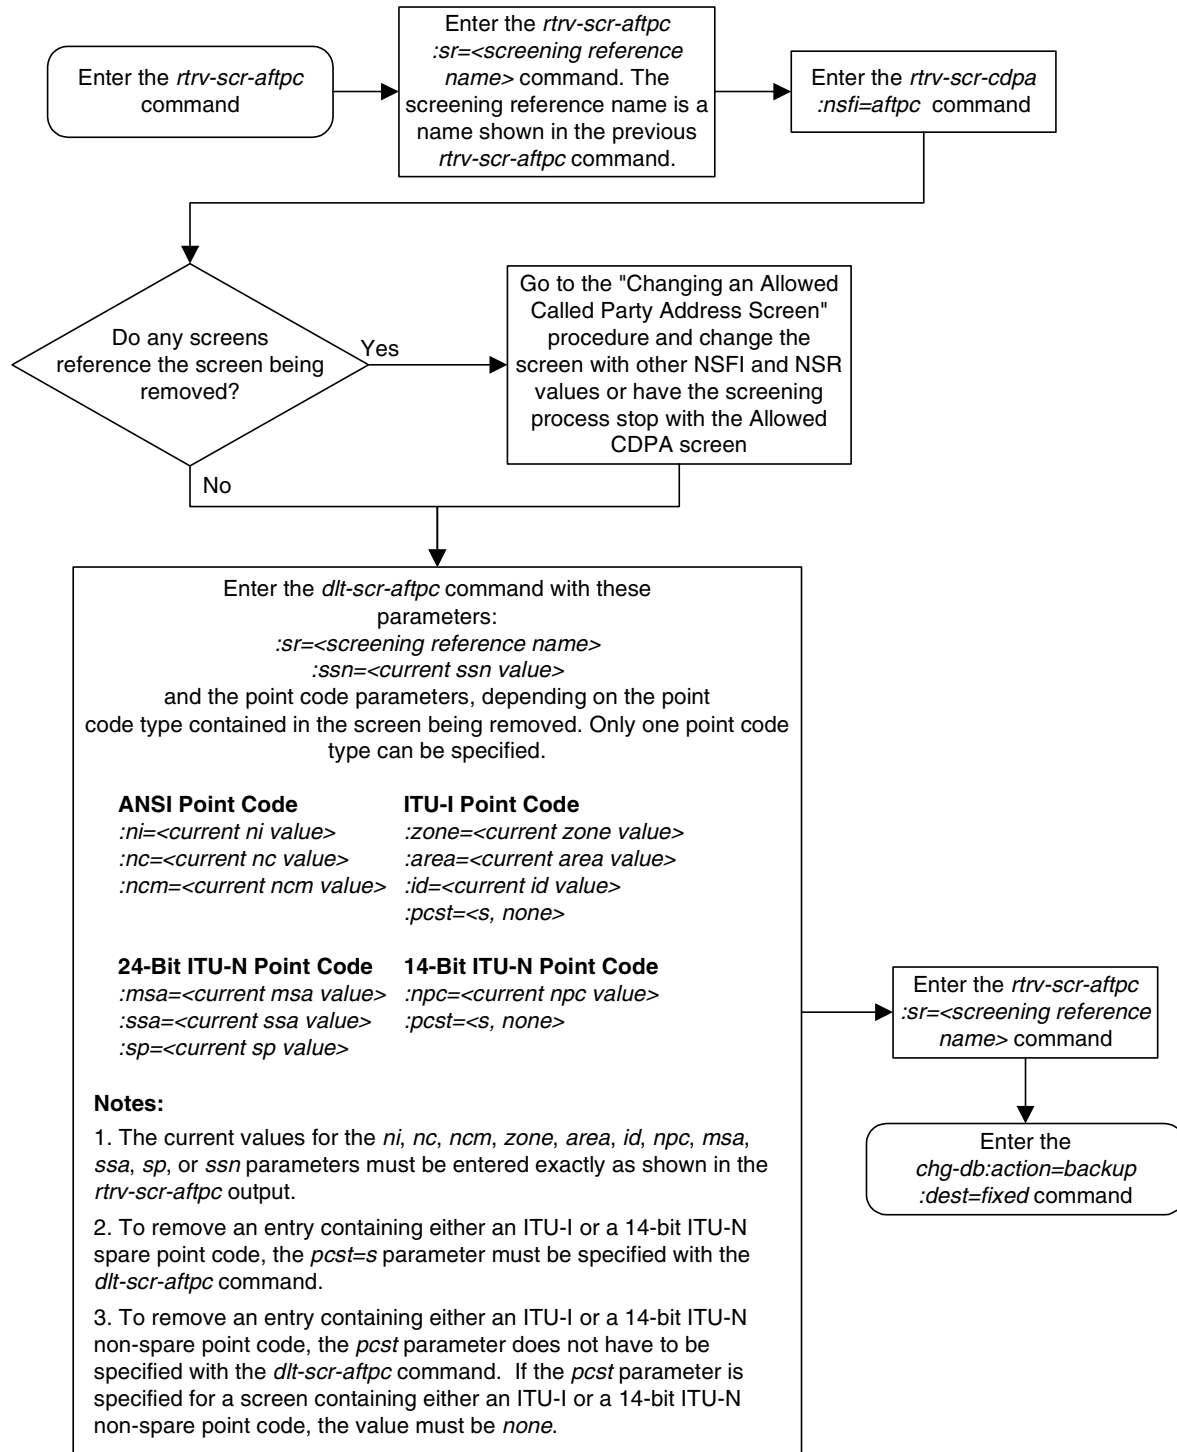 Enter the rtrv-scr-aftpc
command
Enter the rtrv-scr-aftpc
:sr=<screening reference
name> command. The
screening reference name is a
name shown in the previous
rtrv-scr-aftpc command.
Enter the rtrv-scr-cdpa
:nsfi=aftpc command
Do any screens
reference the screen being
removed?
Yes
No
Go to the "Changing an Allowed
Called Party Address Screen"
procedure and change the
screen with other NSFI and NSR
values or have the screening
process stop with the Allowed
CDPA screen
Enter the dlt-scr-aftpc command with these
parameters:
:sr=<screening reference name>
:ssn=<current ssn value>
and the point code parameters, depending on the point
code type contained in the screen being removed. Only one point code
type can be specified.
ANSI Point Code
:ni=<current ni value>
:nc=<current nc value>
:ncm=<current ncm value>
ITU-I Point Code
:zone=<current zone value>
:area=<current area value>
:id=<current id value>
:pcst=<s, none>
24-Bit ITU-N Point Code
:msa=<current msa value>
:ssa=<current ssa value>
:sp=<current sp value>
14-Bit ITU-N Point Code
:npc=<current npc value>
:pcst=<s, none>
Notes:
1. The current values for the ni, nc, ncm, zone, area, id, npc, msa,
ssa, sp, or ssn parameters must be entered exactly as shown in the
rtrv-scr-aftpc output.
2. To remove an entry containing either an ITU-I or a 14-bit ITU-N
spare point code, the pcst=s parameter must be specified with the
dlt-scr-aftpc command.
3. To remove an entry containing either an ITU-I or a 14-bit ITU-N
non-spare point code, the pcst parameter does not have to be
specified with the dlt-scr-aftpc command. If the pcst parameter is
specified for a screen containing either an ITU-I or a 14-bit ITU-N
non-spare point code, the value must be none.
Enter the rtrv-scr-aftpc
:sr=<screening reference
name> command
Enter the
chg-db:action=backup
:dest=fixed command